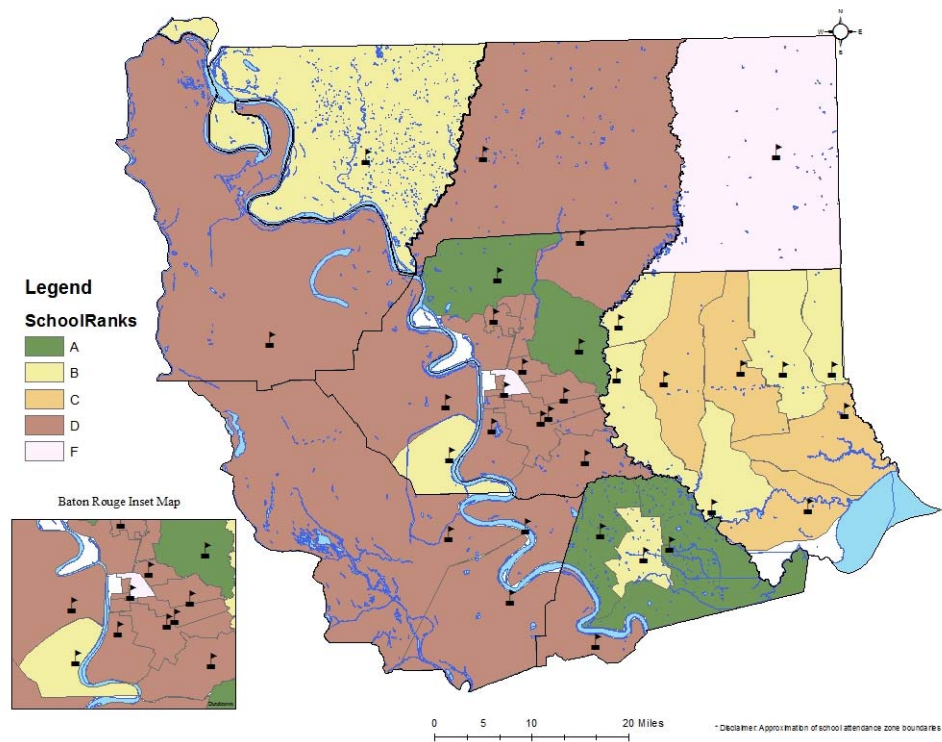 N
W E
S
Legend
SchoolRanks
A
B
C
D
F
Baton Rouge Inset Map
0 5 10 20 Miles
* Disclaimer: Approximation of school attendance zone boundaries